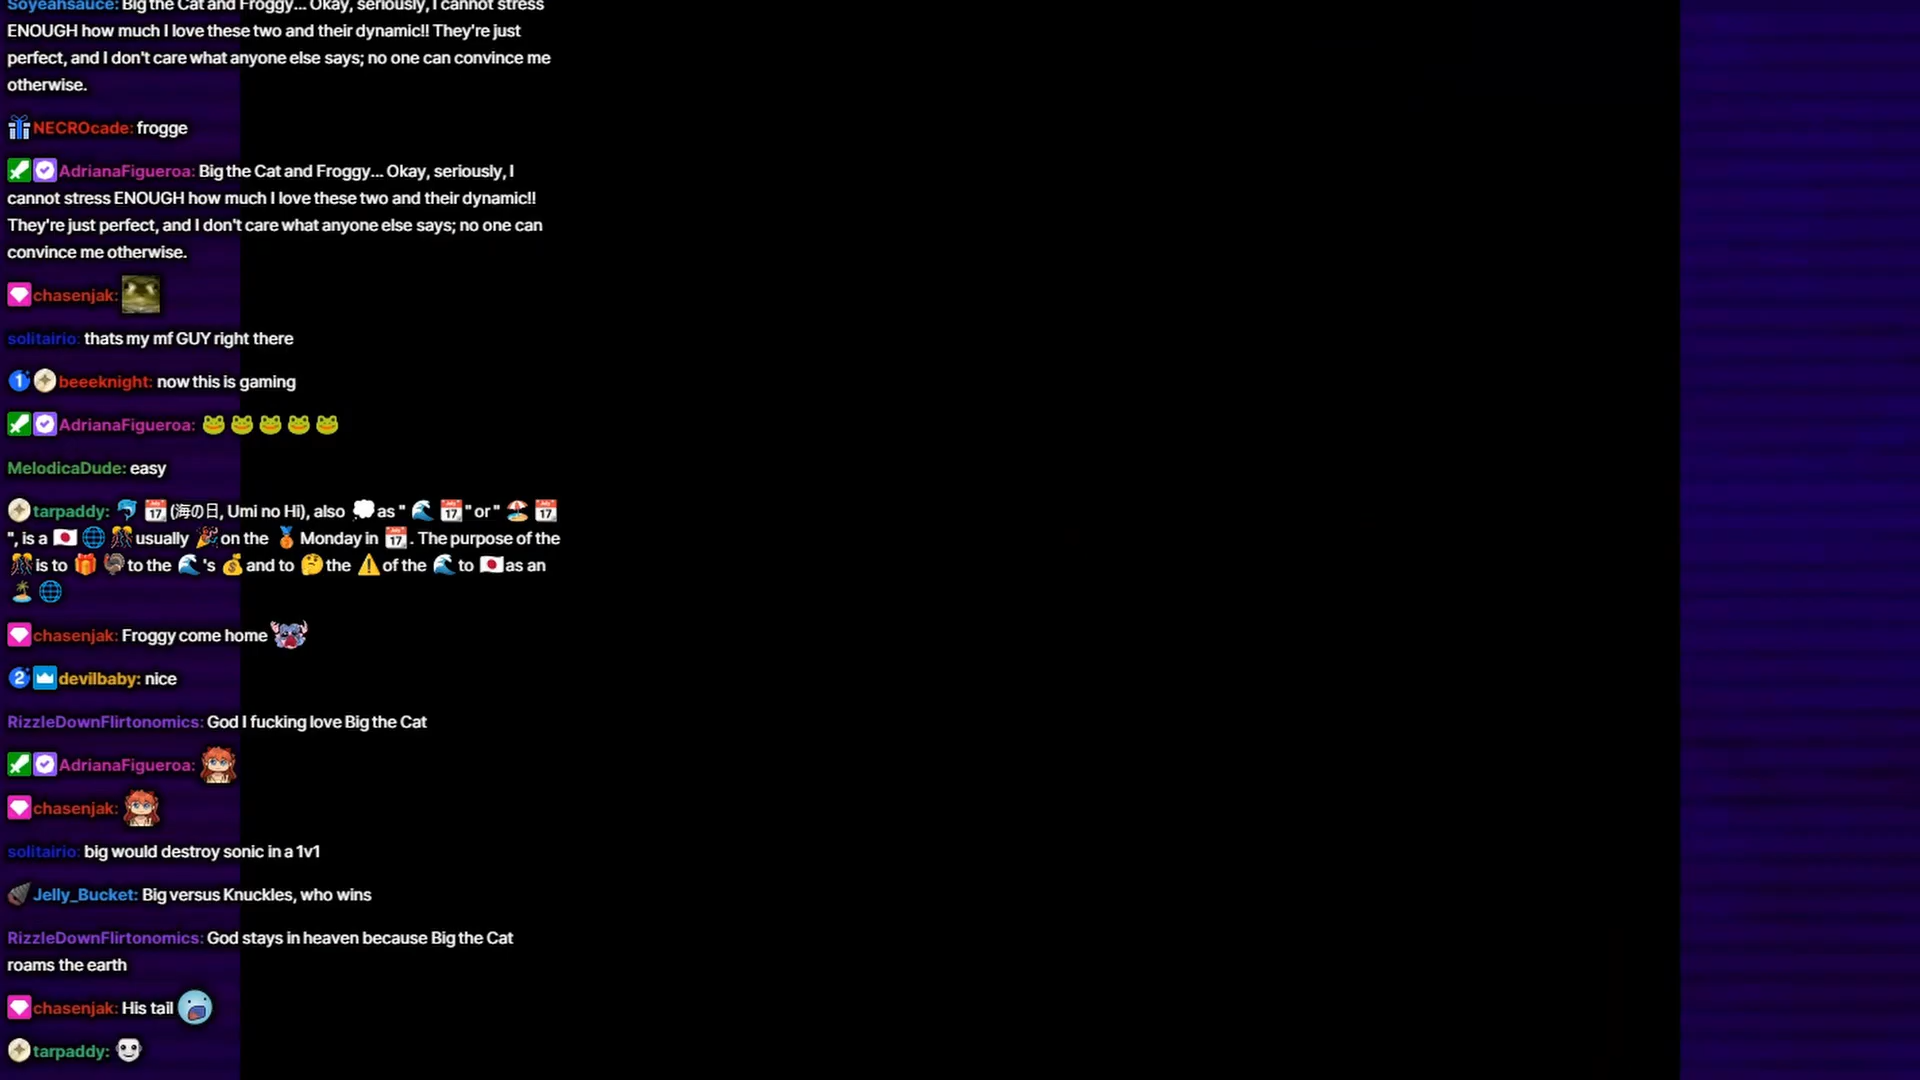 Soyeahsauce: Big the Cat and Froggy... Okay, seriously, I cannot stress
ENOUGH how much I love these two and their dynamic!! They're just
perfect, and I don't care what anyone else says; no one can convince me
otherwise.
NECROcade: frogge
AdrianaFigueroa: Big the Cat and Froggy... Okay, seriously, I
cannot stress ENOUGH how much I love these two and their dynamic!!
They're just perfect, and I don't care what anyone else says; no one can
convince me otherwise.
chasenjak:
solitairio: thats my mf GUY right there
1 beeeknight: now this is gaming
AdrianaFigueroa: 🐸 🐸 🐸 🐸 🐸
MelodicaDude: easy
tarpaddy: 🐬 📅 (海の日, Umi no Hi), also 💭 as " 🌊 📅 " or " 🏖️ 📅
", is a 🇯🇵 🌐 🎊 usually 🎉 on the 🥉 Monday in 📅 . The purpose of the
🎊 is to 🎁 🦃 to the 🌊 's 💰 and to 🤔 the ⚠️ of the 🌊 to 🇯🇵 as an
🏝️ 🌐
chasenjak: Froggy come home
2 devilbaby: nice
RizzleDownFlirtonomics: God I fucking love Big the Cat
AdrianaFigueroa:
chasenjak:
solitairio: big would destroy sonic in a 1v1
Jelly_Bucket: Big versus Knuckles, who wins
RizzleDownFlirtonomics: God stays in heaven because Big the Cat
roams the earth
chasenjak: His tail
tarpaddy: